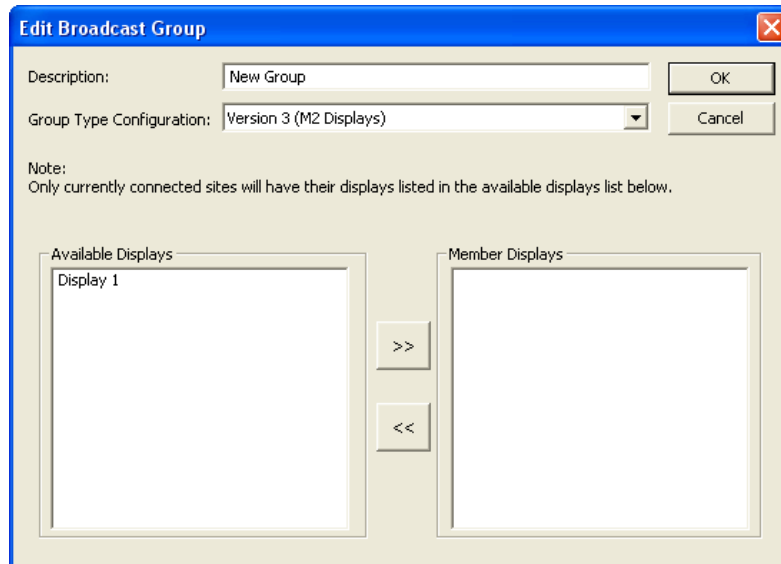 Edit Broadcast Group
Description: New Group OK
Group Type Configuration: Version 3 (M2 Displays) Cancel
Note:
Only currently connected sites will have their displays listed in the available displays list below.
Available Displays Member Displays
Display 1
>>
<<